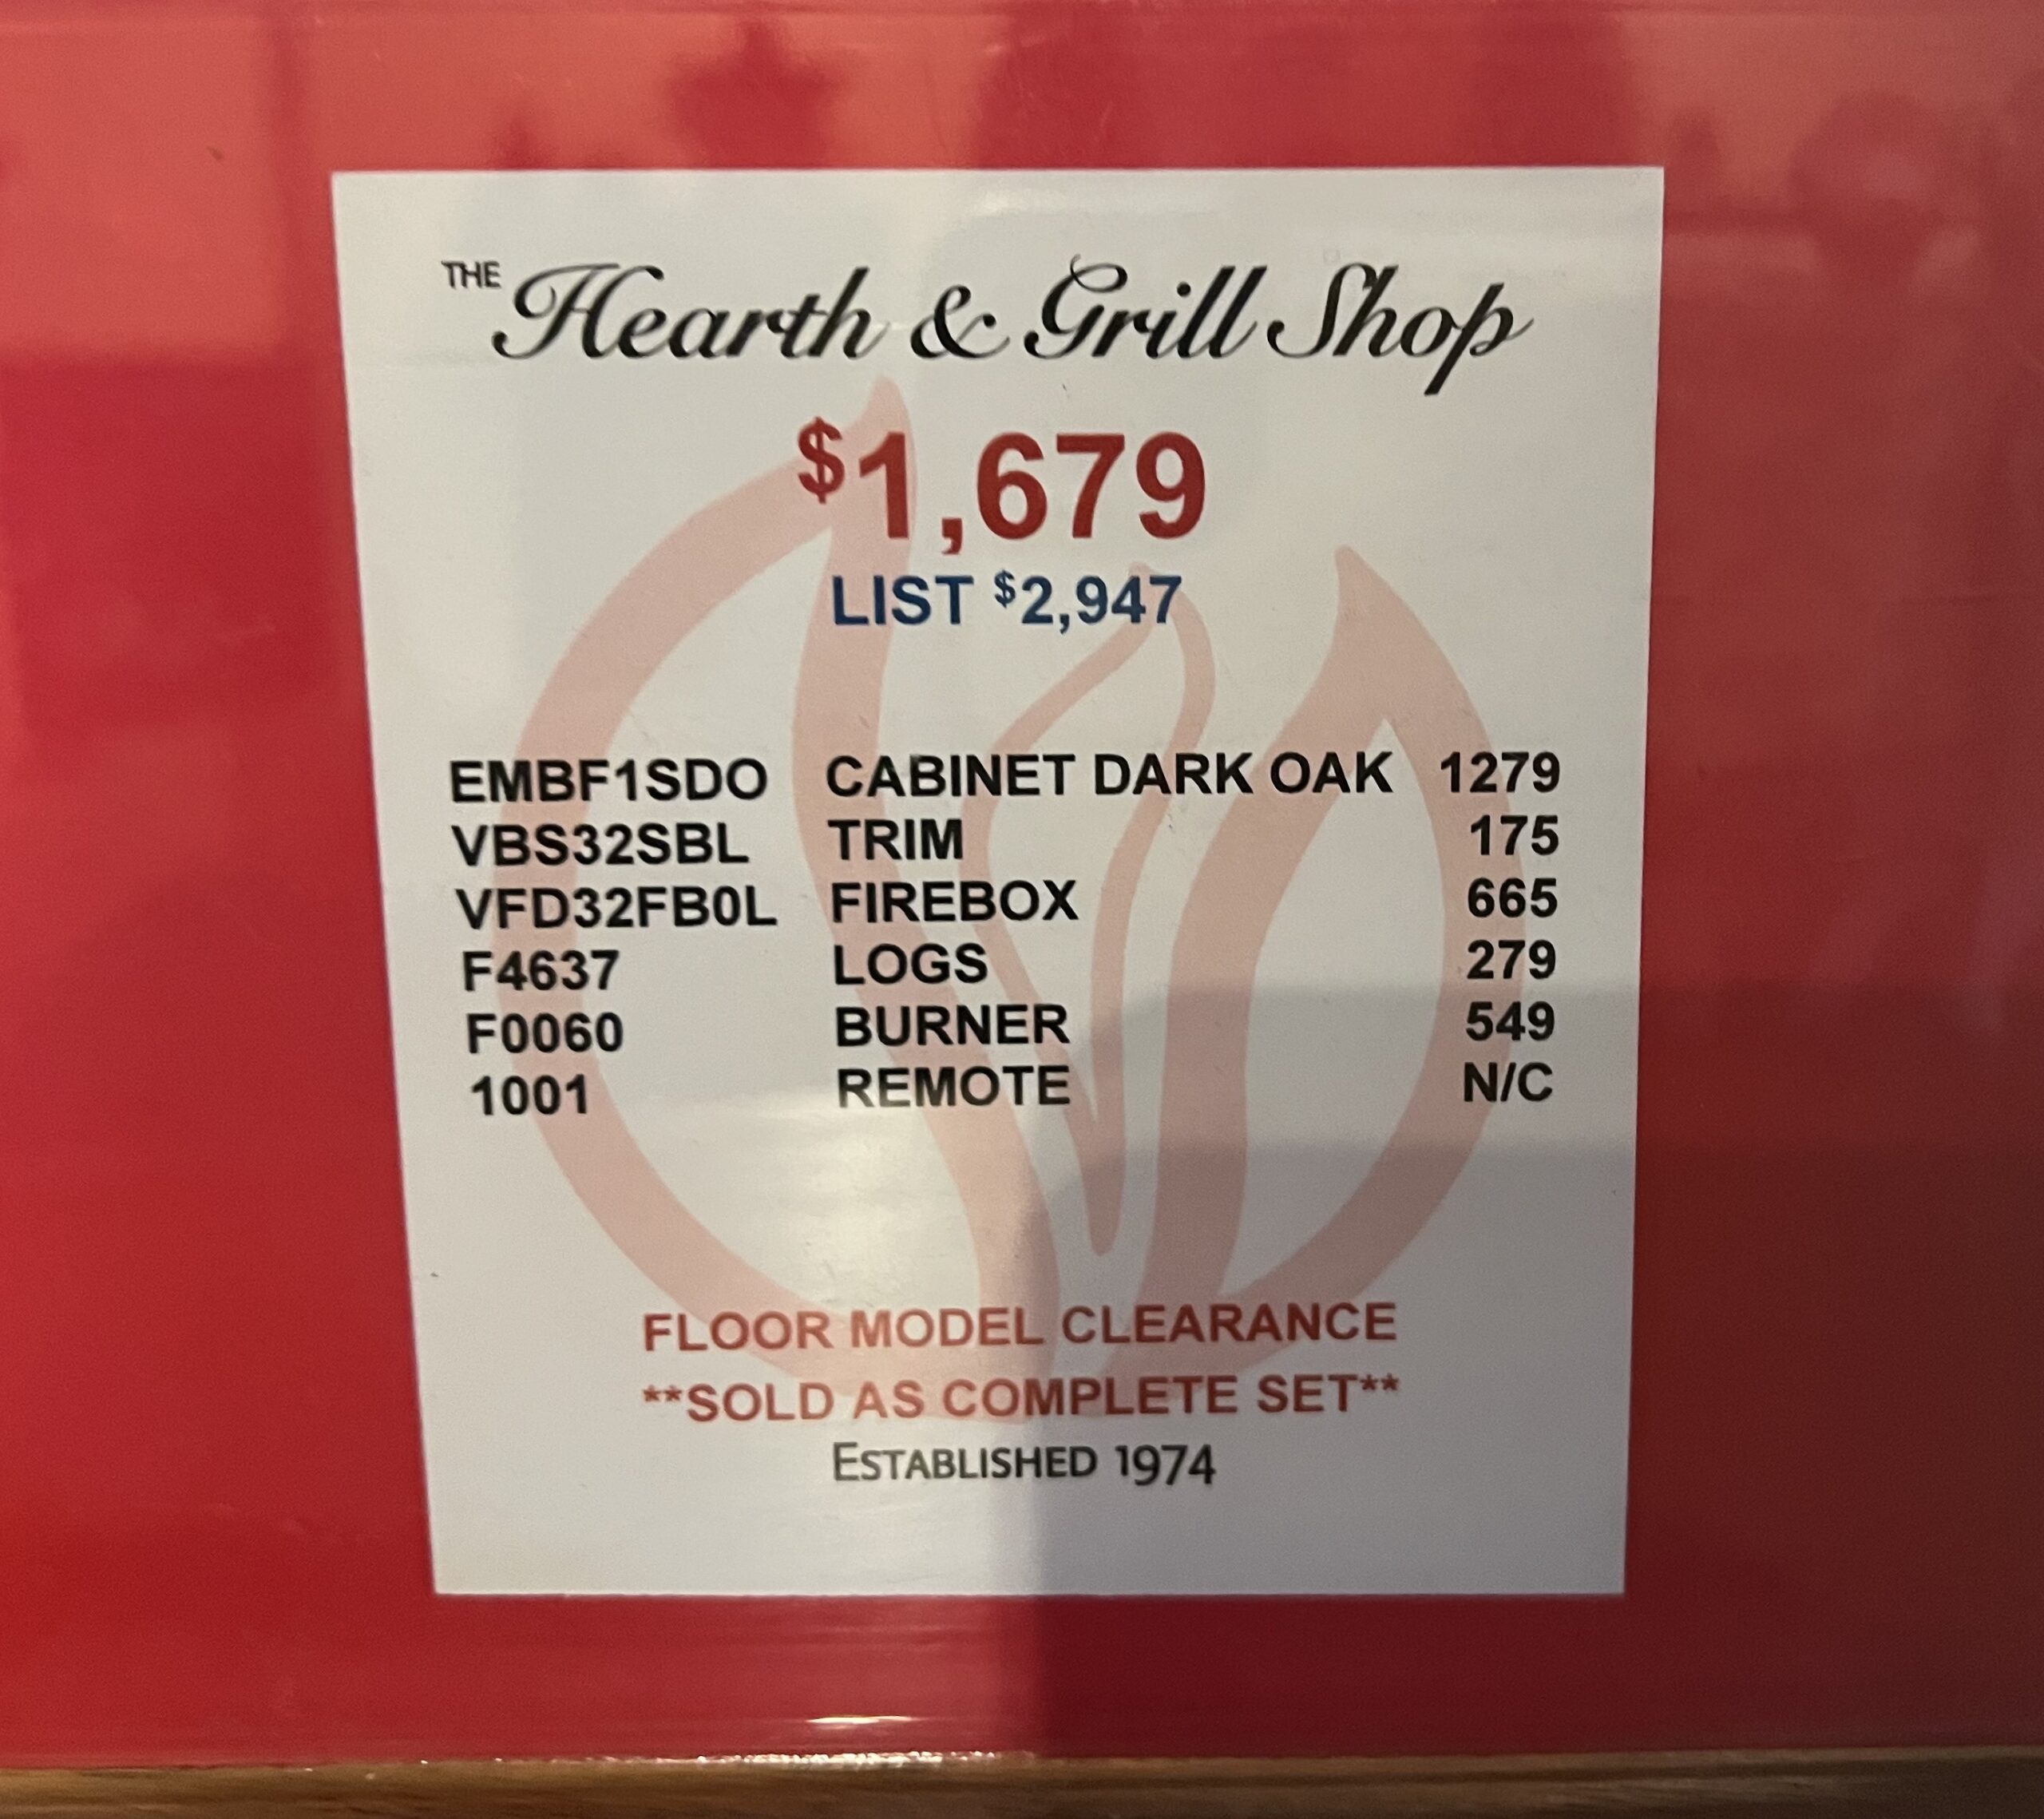 THE Hearth & Grill Shop
$1,679
LIST $2,947
EMBF1SDO CABINET DARK OAK 1279
VBS32SBL TRIM 175
VFD32FB0L FIREBOX 665
F4637 LOGS 279
F0060 BURNER 549
1001 REMOTE N/C
FLOOR MODEL CLEARANCE
**SOLD AS COMPLETE SET**
ESTABLISHED 1974